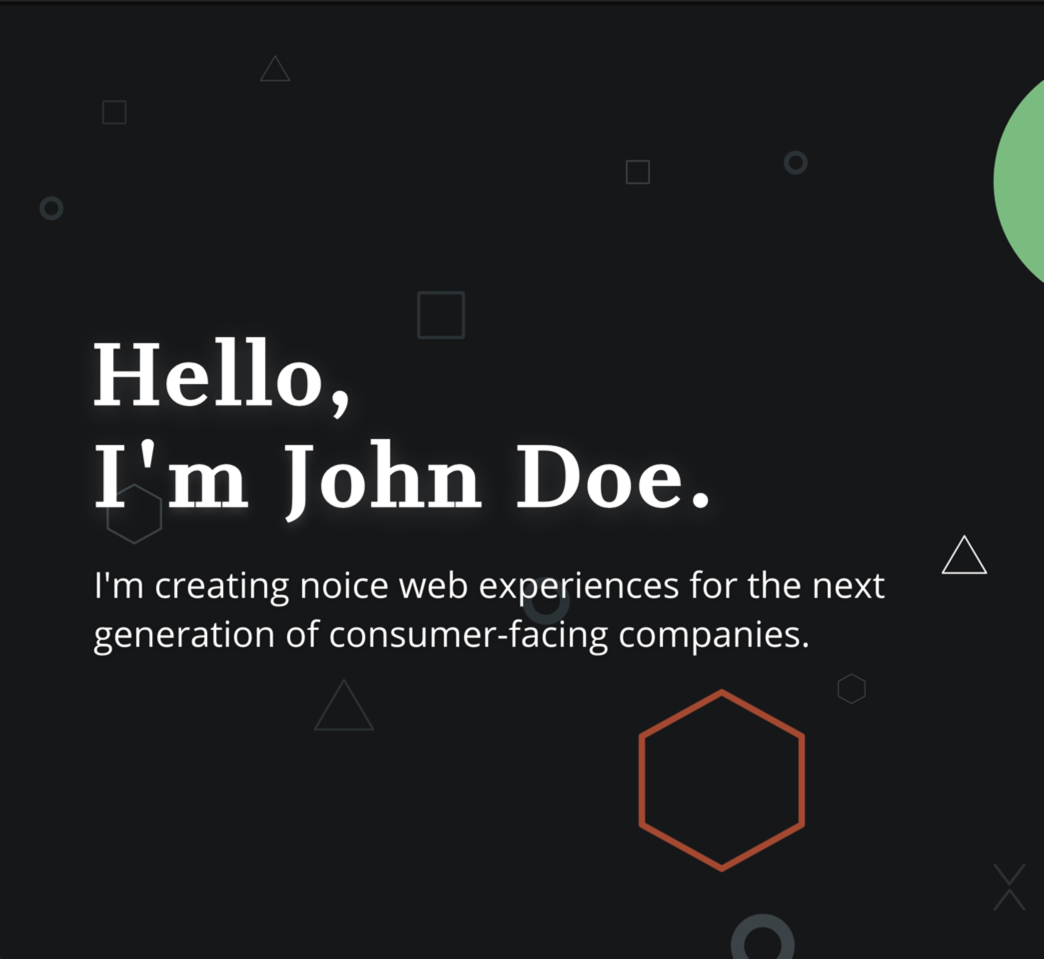 Hello,
I'm John Doe.
I'm creating noice web experiences for the next
generation of consumer-facing companies.